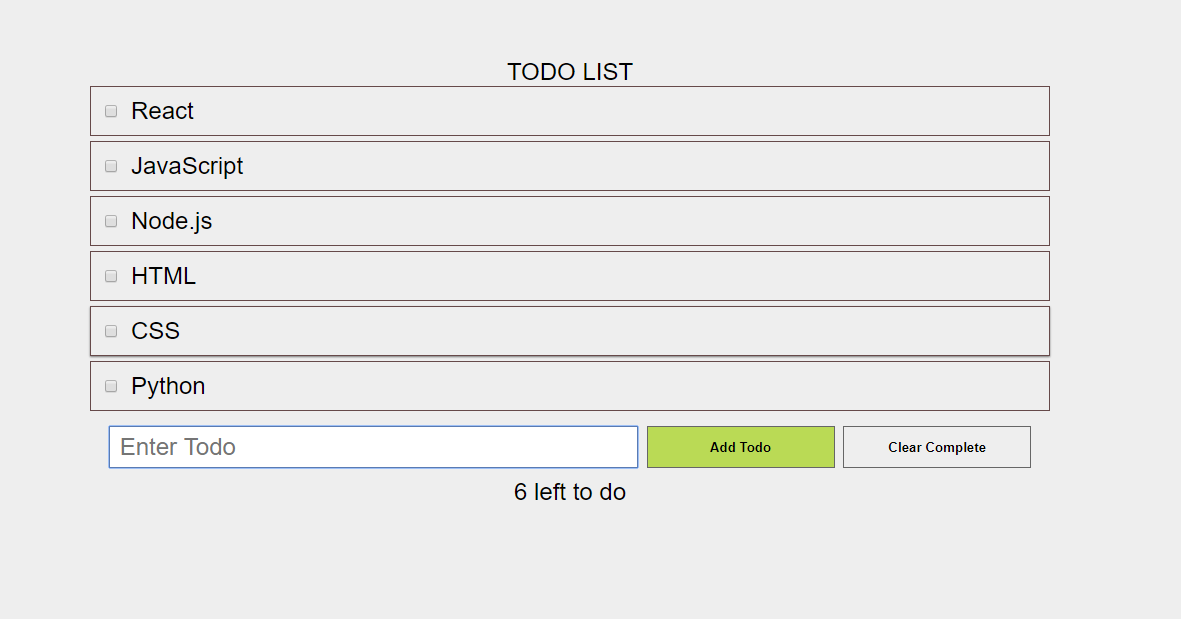 TODO LIST
React
JavaScript
Node.js
HTML
CSS
Python
Enter Todo
Add Todo
Clear Complete
6 left to do